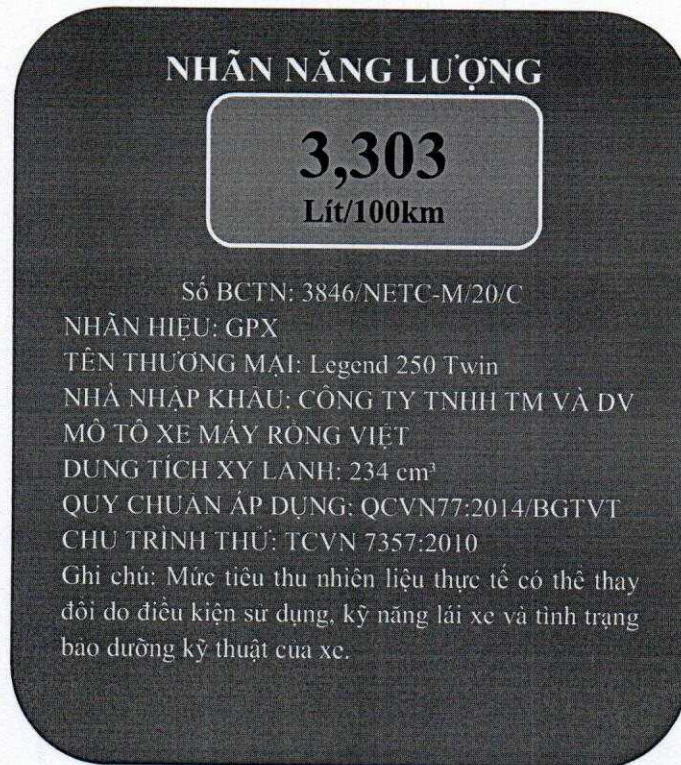 NHÃN NĂNG LƯỢNG
3,303
Lít/100km
Số BCTN: 3846/NETC-M/20/C
NHÃN HIỆU: GPX
TÊN THƯƠNG MẠI: Legend 250 Twin
NHÀ NHẬP KHẨU: CÔNG TY TNHH TM VÀ DV
MÔ TÔ XE MÁY RỒNG VIỆT
DUNG TÍCH XY LANH: 234 cm³
QUY CHUẨN ÁP DỤNG: QCVN77:2014/BGTVT
CHU TRÌNH THỬ: TCVN 7357:2010
Ghi chú: Mức tiêu thu nhiên liệu thực tế có thể thay
đổi do điều kiện sử dụng, kỹ năng lái xe và tình trạng
bao dưỡng kỹ thuật cua xe.